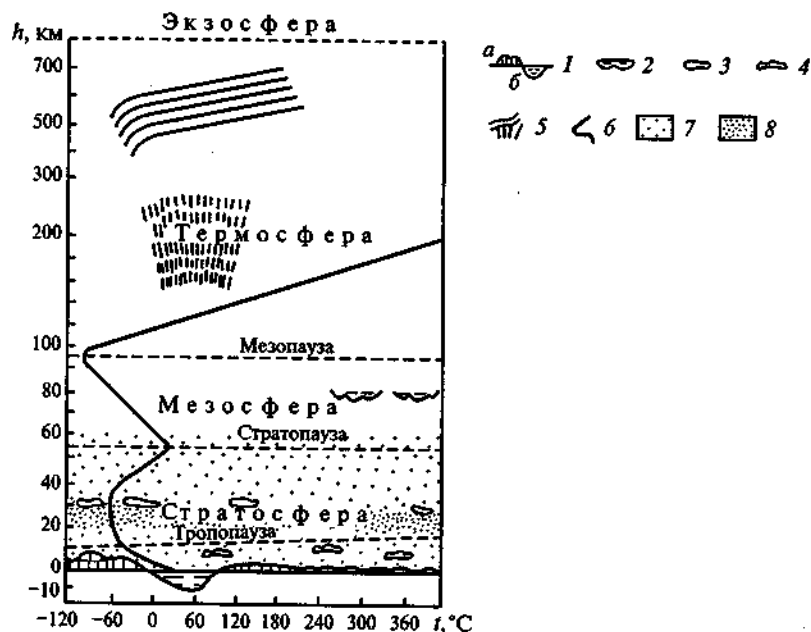 Экзосфера
h, км
700
500
400
300
200
100
80
60
40
20
0
−10
Термосфера
Мезопауза
Мезосфера
Стратопауза
Стратосфера
Тропопауза
−120 −60 0 60 120 180 240 300 360 t, °C
а
б 1 2 3 4
5 6 7 8